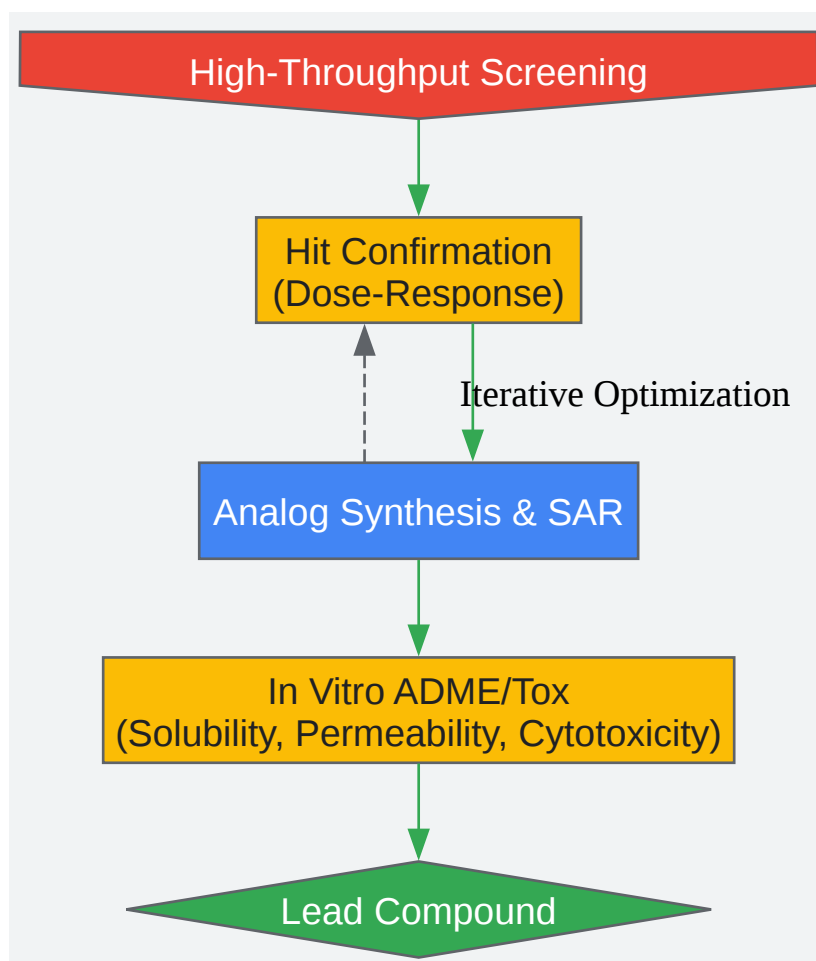 High-Throughput Screening
Hit Confirmation
(Dose-Response)
Iterative Optimization
Analog Synthesis & SAR
In Vitro ADME/Tox
(Solubility, Permeability, Cytotoxicity)
Lead Compound